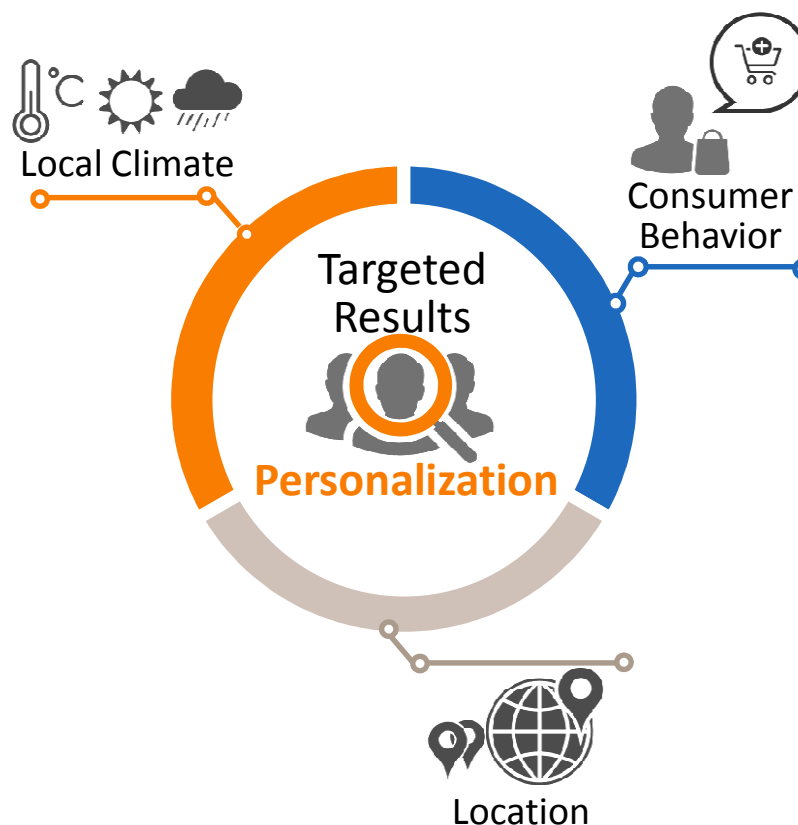 °C
Local Climate
Consumer
Behavior
Targeted
Results
Personalization
Location